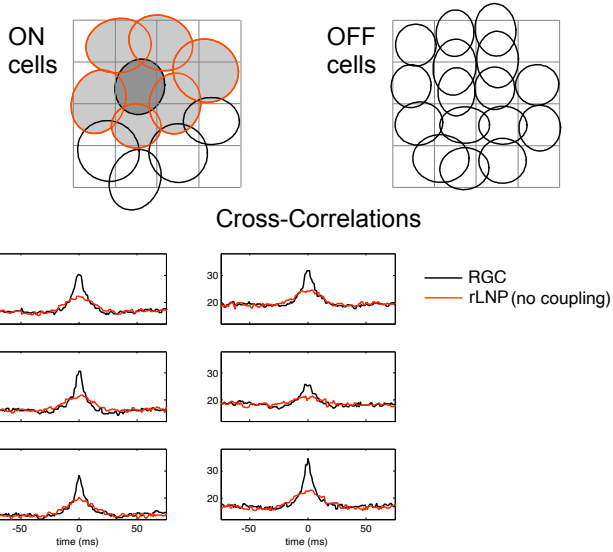 ON
cells
OFF
cells
Cross-Correlations
30
20
RGC
rLNP (no coupling)
30
20
30
20
-50 0 50
time (ms)
-50 0 50
time (ms)